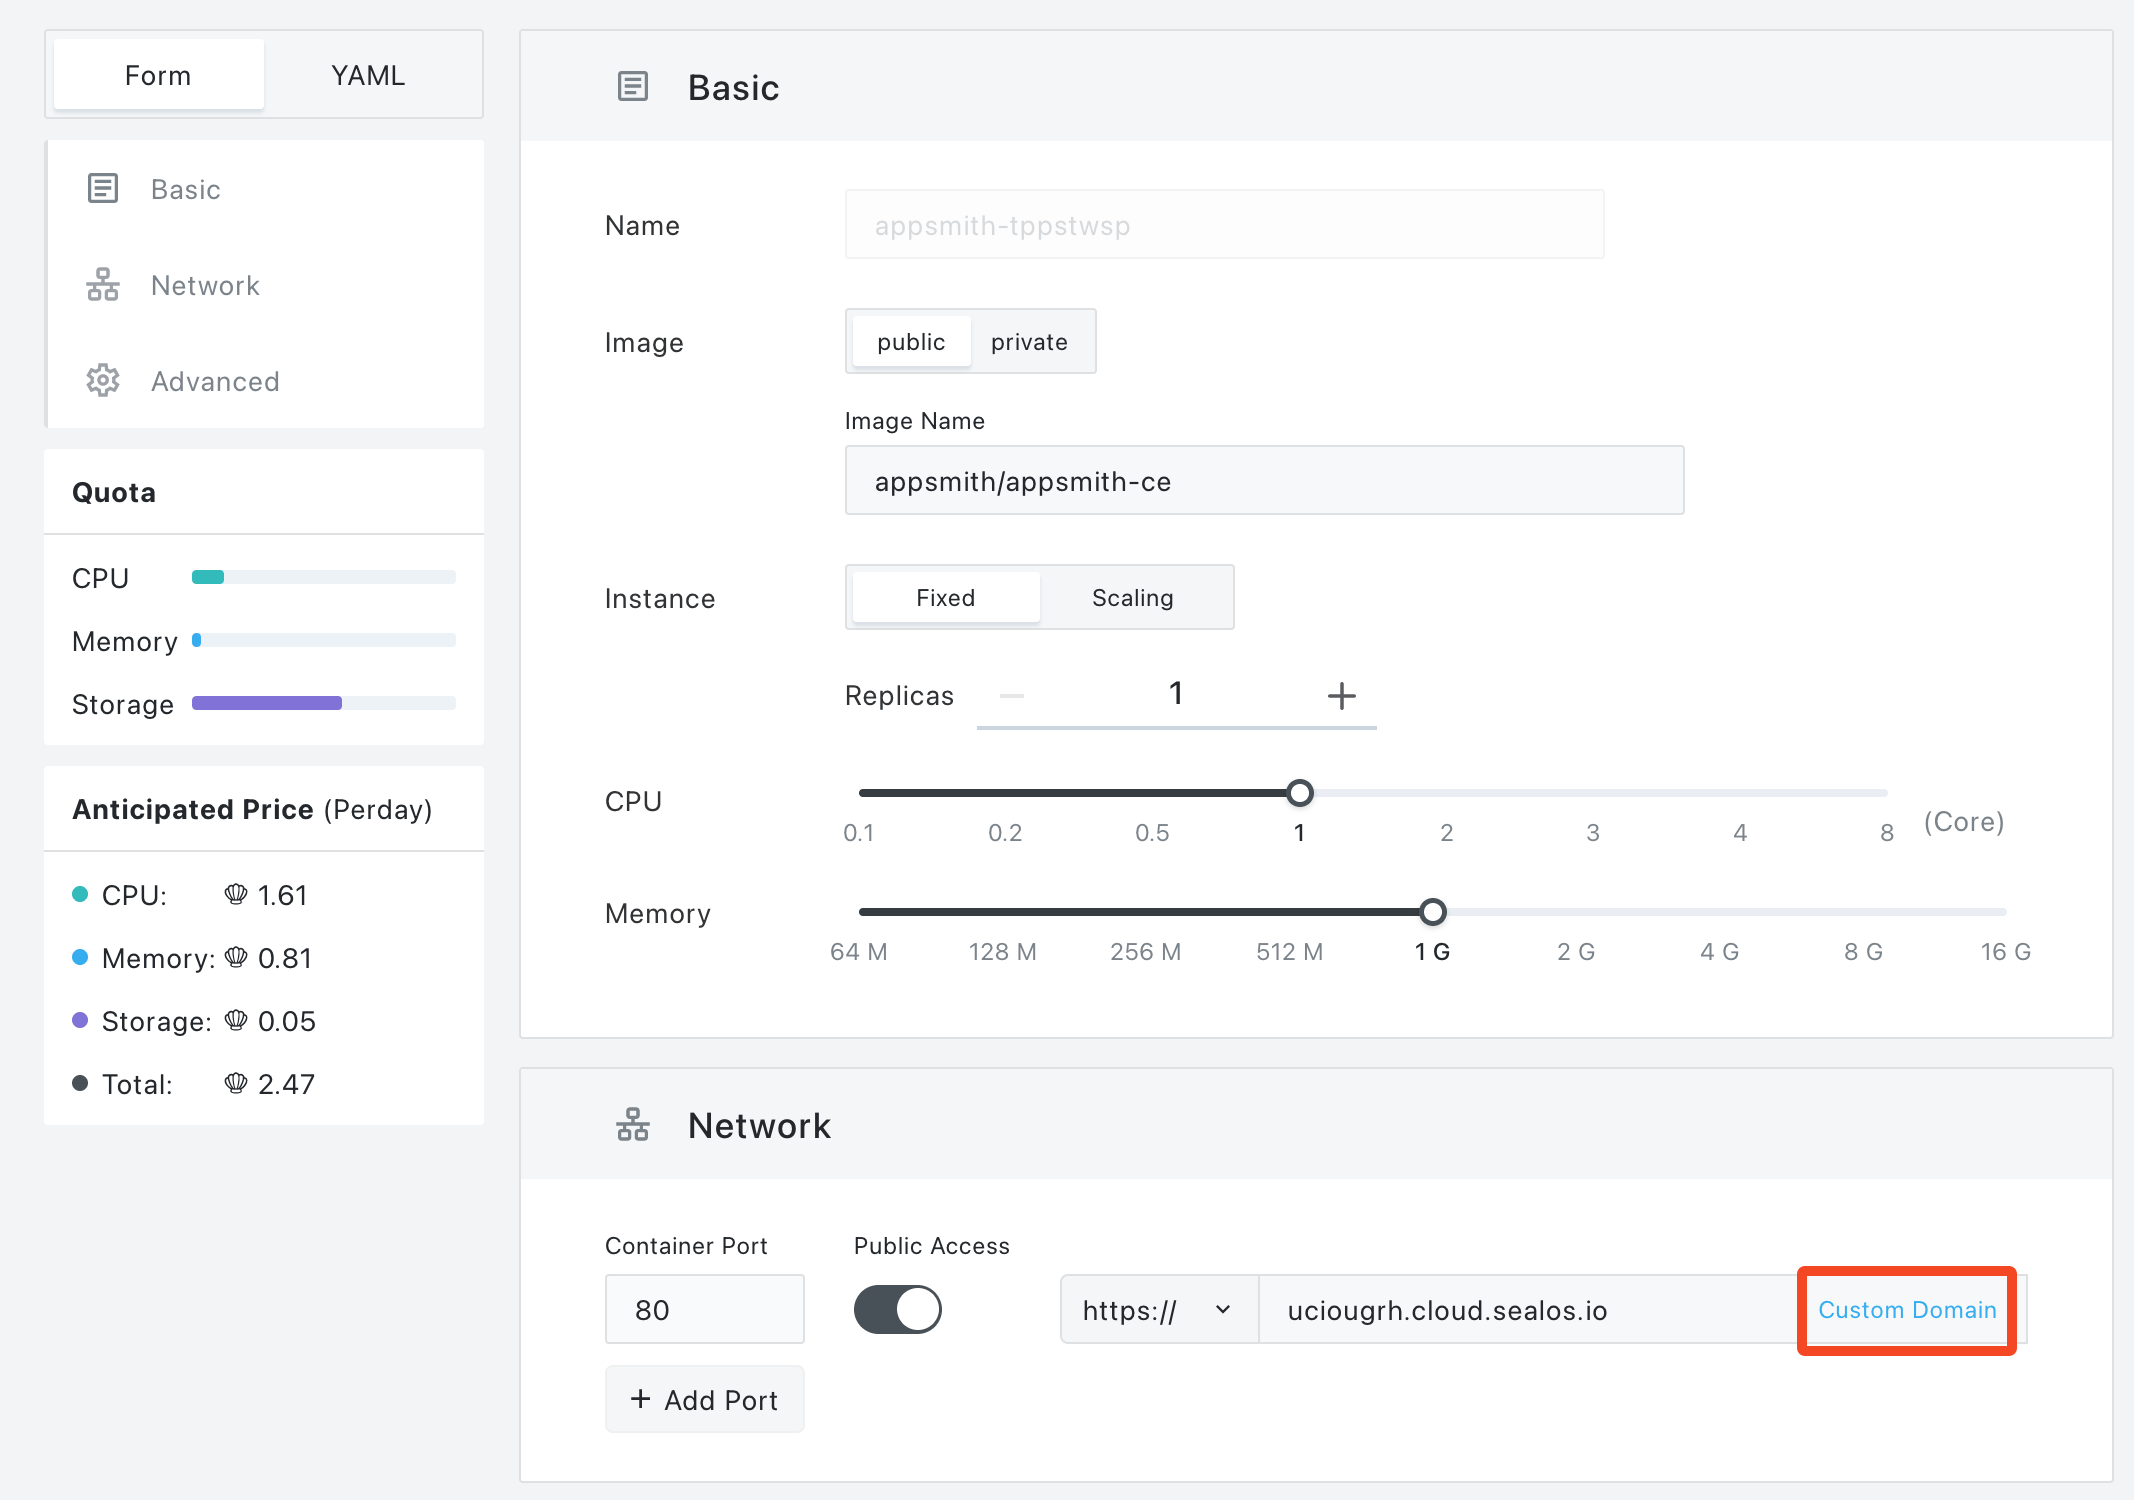 Form YAML
Basic
Network
Advanced
Quota
CPU
Memory
Storage
Anticipated Price (Perday)
CPU: 1.61
Memory: 0.81
Storage: 0.05
Total: 2.47
Basic
Name appsmith-tppstwsp
Image public private
Image Name
appsmith/appsmith-ce
Instance Fixed Scaling
Replicas 1
CPU
0.1 0.2 0.5 1 2 3 4 8 (Core)
Memory
64 M 128 M 256 M 512 M 1 G 2 G 4 G 8 G 16 G
Network
Container Port Public Access
80 https:// uciougrh.cloud.sealos.io Custom Domain
+ Add Port